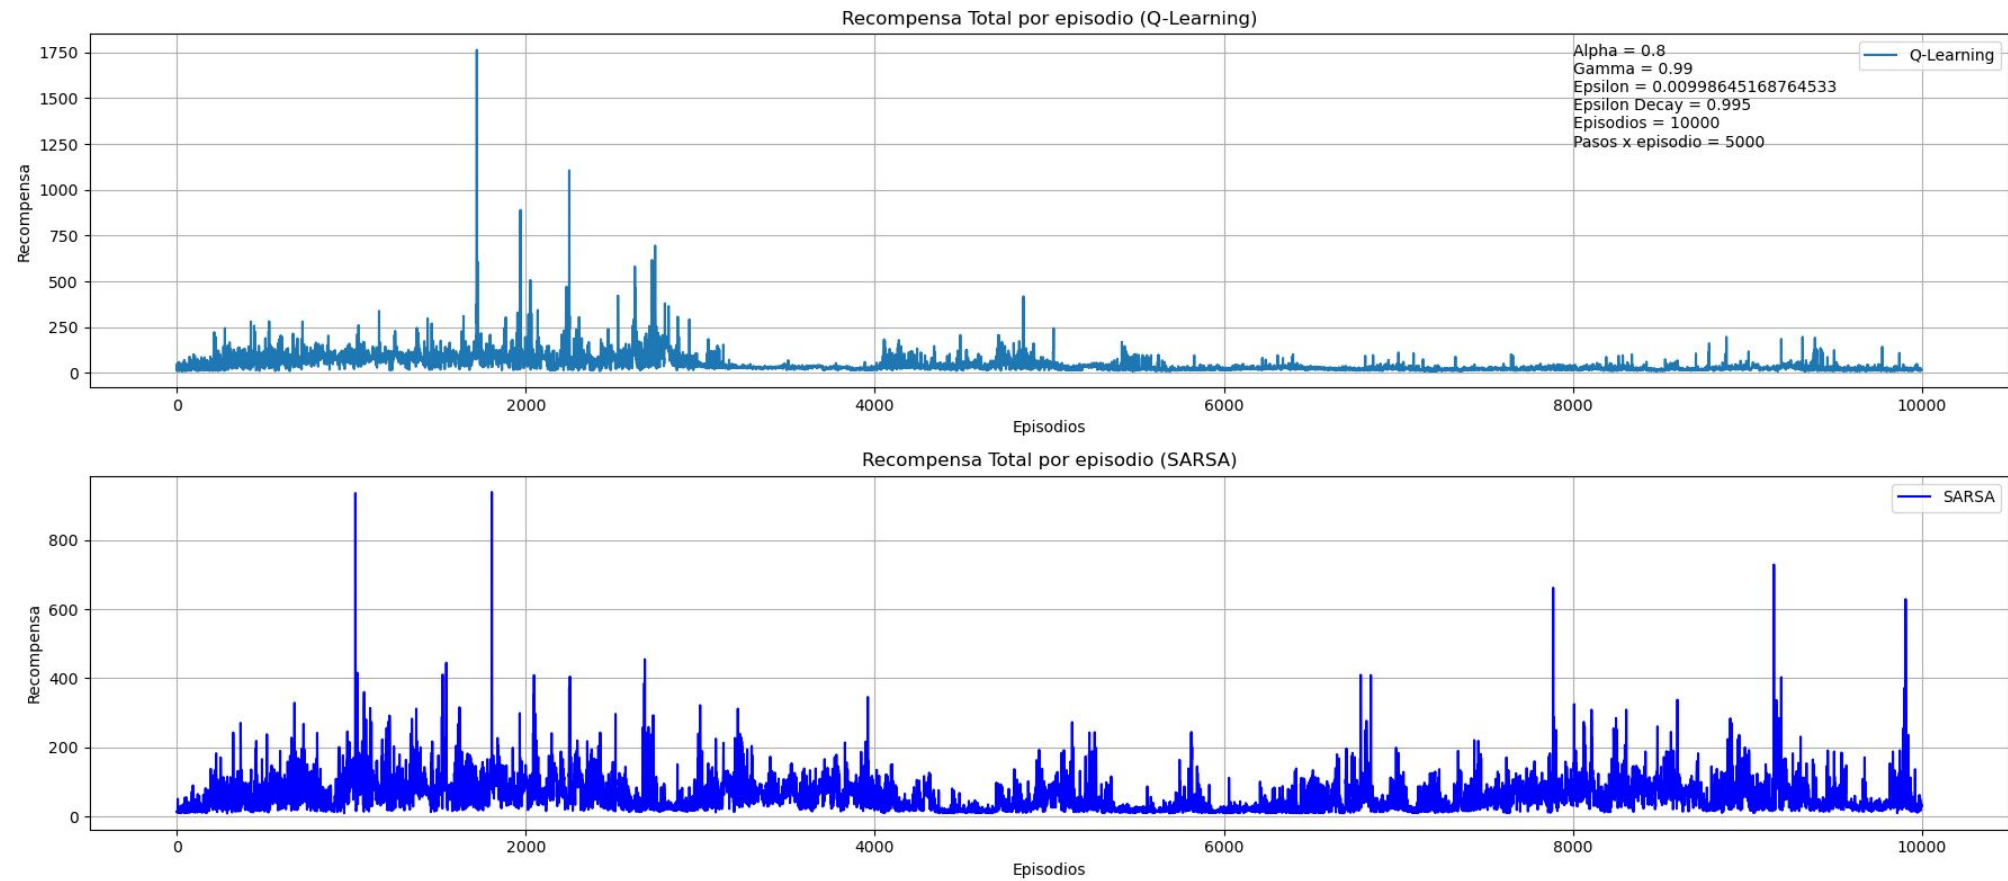 Recompensa Total por episodio (Q-Learning)
1750
1500
1250
1000
750
500
250
0
Recompensa
Alpha = 0.8
Gamma = 0.99
Epsilon = 0.00998645168764533
Epsilon Decay = 0.995
Episodios = 10000
Pasos x episodio = 5000
Q-Learning
0 2000 4000 6000 8000 10000
Episodios
Recompensa Total por episodio (SARSA)
800
600
400
200
0
Recompensa
SARSA
0 2000 4000 6000 8000 10000
Episodios